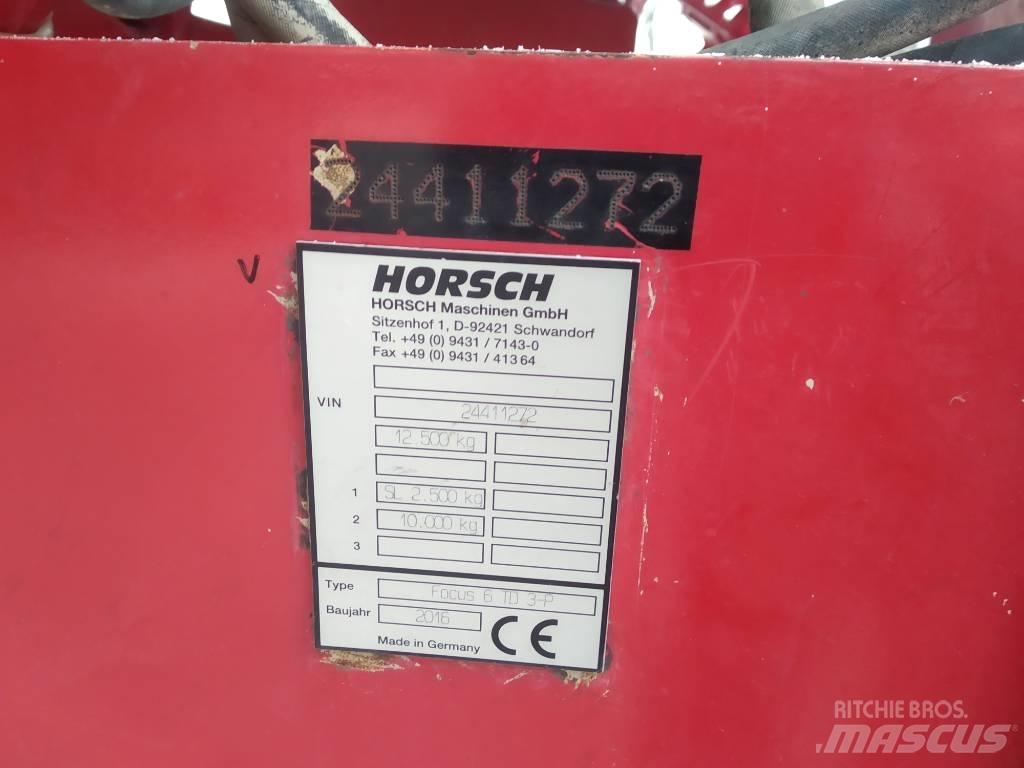 24411272
V
HORSCH
HORSCH Maschinen GmbH
Sitzenhof 1, D-92421 Schwandorf
Tel. +49 (0) 9431 / 7143-0
Fax +49 (0) 9431 / 41364
VIN 24411272
12.500 kg
1 SL 2.500 kg
2 10.000 kg
3
Type Focus 6 TD 3-P
Baujahr 2016
Made in Germany CE
RITCHIE BROS.
MASCUS